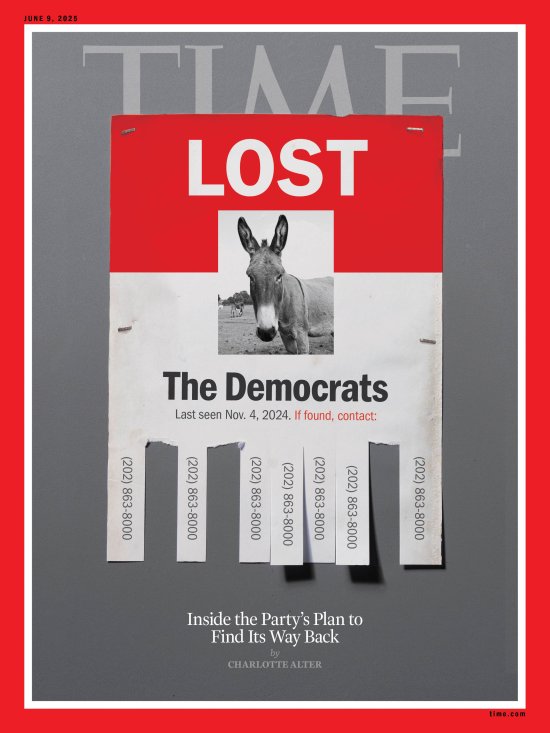 JUNE 9, 2025
TIME
LOST
The Democrats
Last seen Nov. 4, 2024. If found, contact:
(202) 863-8000
(202) 863-8000
(202) 863-8000
(202) 863-8000
(202) 863-8000
(202) 863-8000
(202) 863-8000
Inside the Party's Plan to
Find Its Way Back
by
CHARLOTTE ALTER
time.com